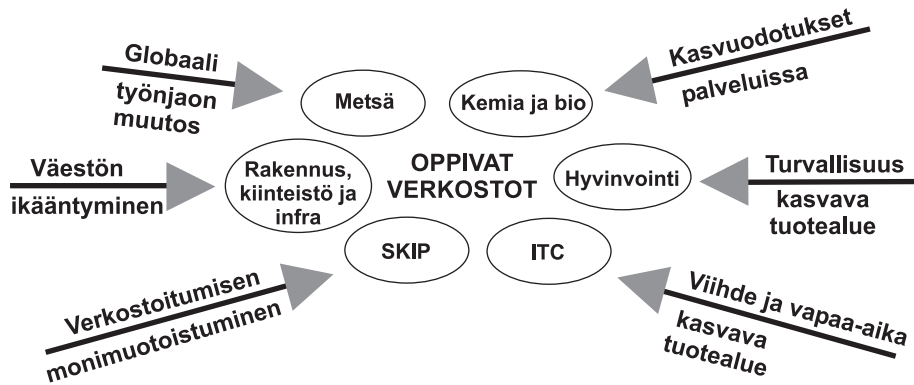 Globaali
työnjaon
muutos
Kasvuodotukset
palveluissa
Metsä
Kemia ja bio
Väestön
ikääntyminen
Rakennus,
kiinteistö ja
infra
OPPIVAT
VERKOSTOT
Hyvinvointi
Turvallisuus
kasvava
tuotealue
SKIP
ITC
Verkostoitumisen
monimuotoistuminen
Viihde ja vapaa-aika
kasvava
tuotealue